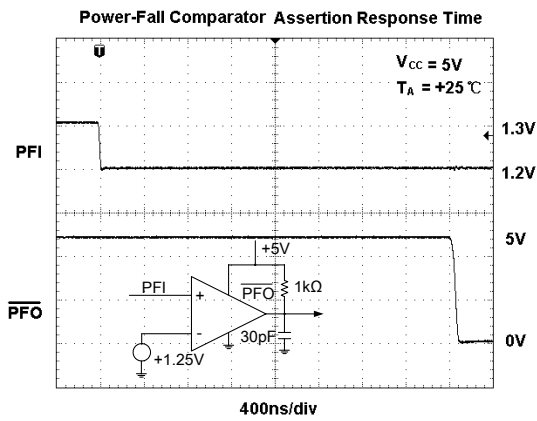 Power-Fall Comparator Assertion Response Time
T
VCC = 5V
TA = +25℃
1.3V
PFI
1.2V
5V
+5V
PFI
+
PFO
1kΩ
PFO
-
30pF
0V
+1.25V
400ns/div